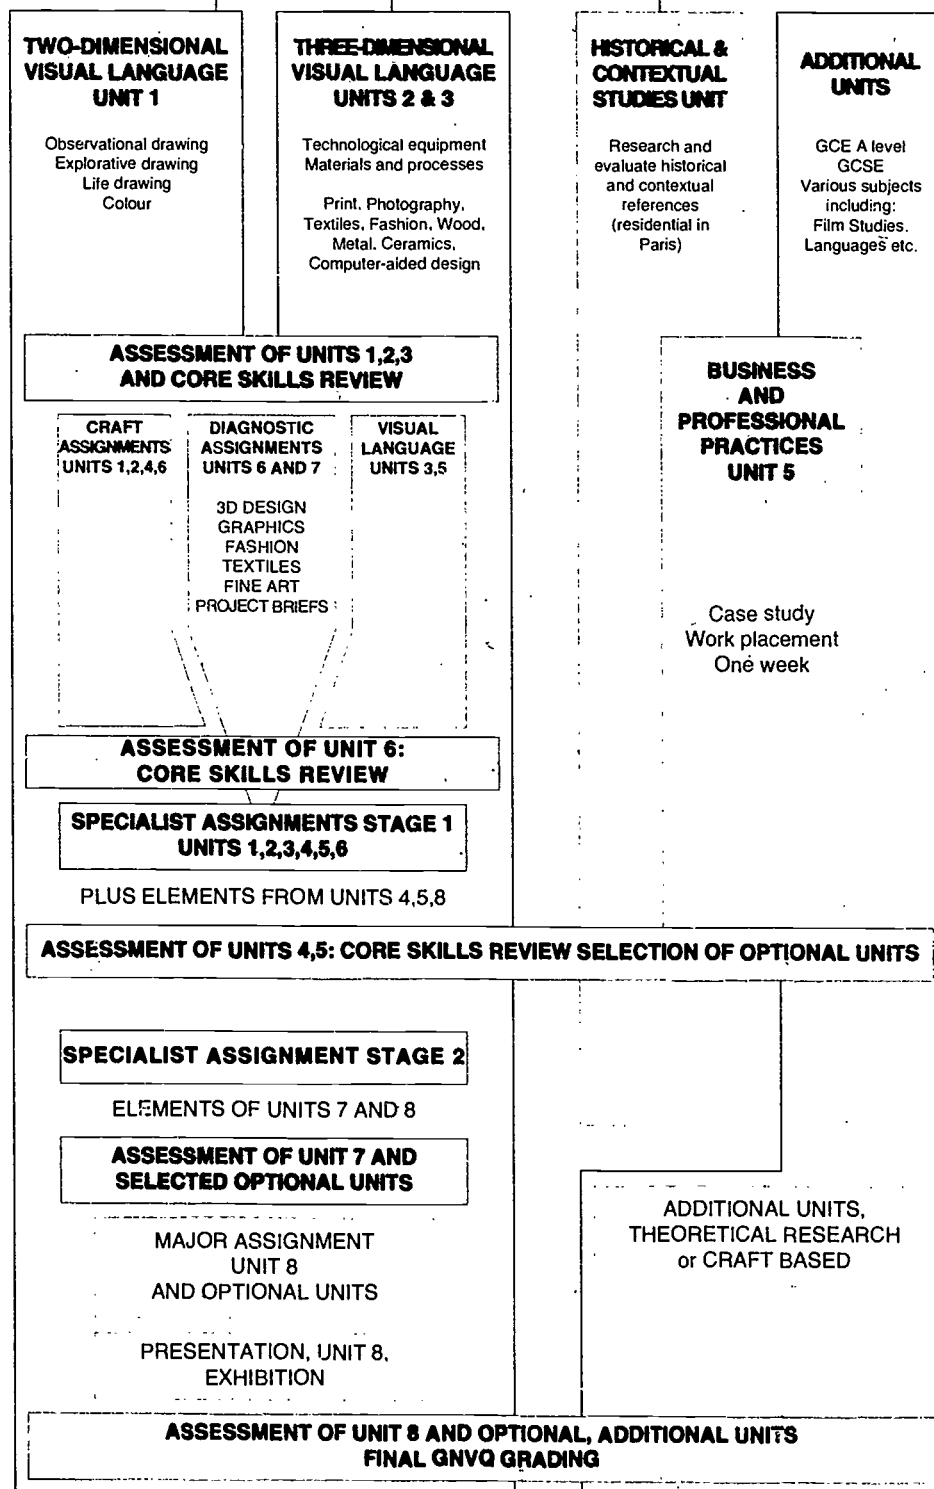 TWO-DIMENSIONAL
VISUAL LANGUAGE
UNIT 1
Observational drawing
Explorative drawing
Life drawing
Colour
THREE-DIMENSIONAL
VISUAL LANGUAGE
UNITS 2 & 3
Technological equipment
Materials and processes
Print, Photography,
Textiles, Fashion, Wood,
Metal, Ceramics,
Computer-aided design
HISTORICAL &
CONTEXTUAL
STUDIES UNIT
Research and
evaluate historical
and contextual
references
(residential in
Paris)
ADDITIONAL
UNITS
GCE A level
GCSE
Various subjects
including:
Film Studies.
Languages etc.
ASSESSMENT OF UNITS 1,2,3
AND CORE SKILLS REVIEW
CRAFT
ASSIGNMENTS
UNITS 1,2,4,6
DIAGNOSTIC
ASSIGNMENTS
UNITS 6 AND 7
3D DESIGN
GRAPHICS
FASHION
TEXTILES
FINE ART
PROJECT BRIEFS
VISUAL
LANGUAGE
UNITS 3,5
BUSINESS
AND
PROFESSIONAL
PRACTICES
UNIT 5
Case study
Work placement
One week
ASSESSMENT OF UNIT 6:
CORE SKILLS REVIEW
SPECIALIST ASSIGNMENTS STAGE 1
UNITS 1,2,3,4,5,6
PLUS ELEMENTS FROM UNITS 4,5,8
ASSESSMENT OF UNITS 4,5: CORE SKILLS REVIEW SELECTION OF OPTIONAL UNITS
SPECIALIST ASSIGNMENT STAGE 2
ELEMENTS OF UNITS 7 AND 8
ASSESSMENT OF UNIT 7 AND
SELECTED OPTIONAL UNITS
MAJOR ASSIGNMENT
UNIT 8
AND OPTIONAL UNITS
ADDITIONAL UNITS,
THEORETICAL RESEARCH
or CRAFT BASED
PRESENTATION, UNIT 8,
EXHIBITION
ASSESSMENT OF UNIT 8 AND OPTIONAL, ADDITIONAL UNITS
FINAL GNVQ GRADING